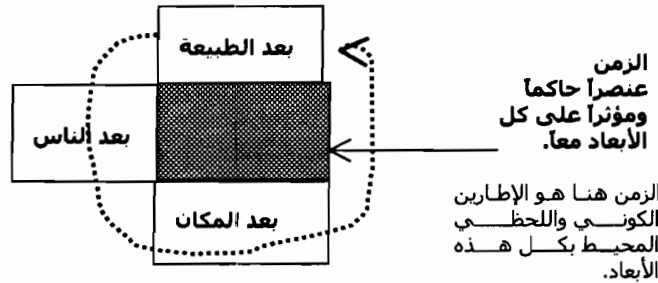 بعد الطبيعة
بعد الناس
بعد المكان
الزمن
عنصراً حاكماً
ومؤثراً على كل
الأبعاد معاً.
الزمن هنا هو الإطارين
الكوني واللحظي
المحيط بكل هذه
الأبعاد.